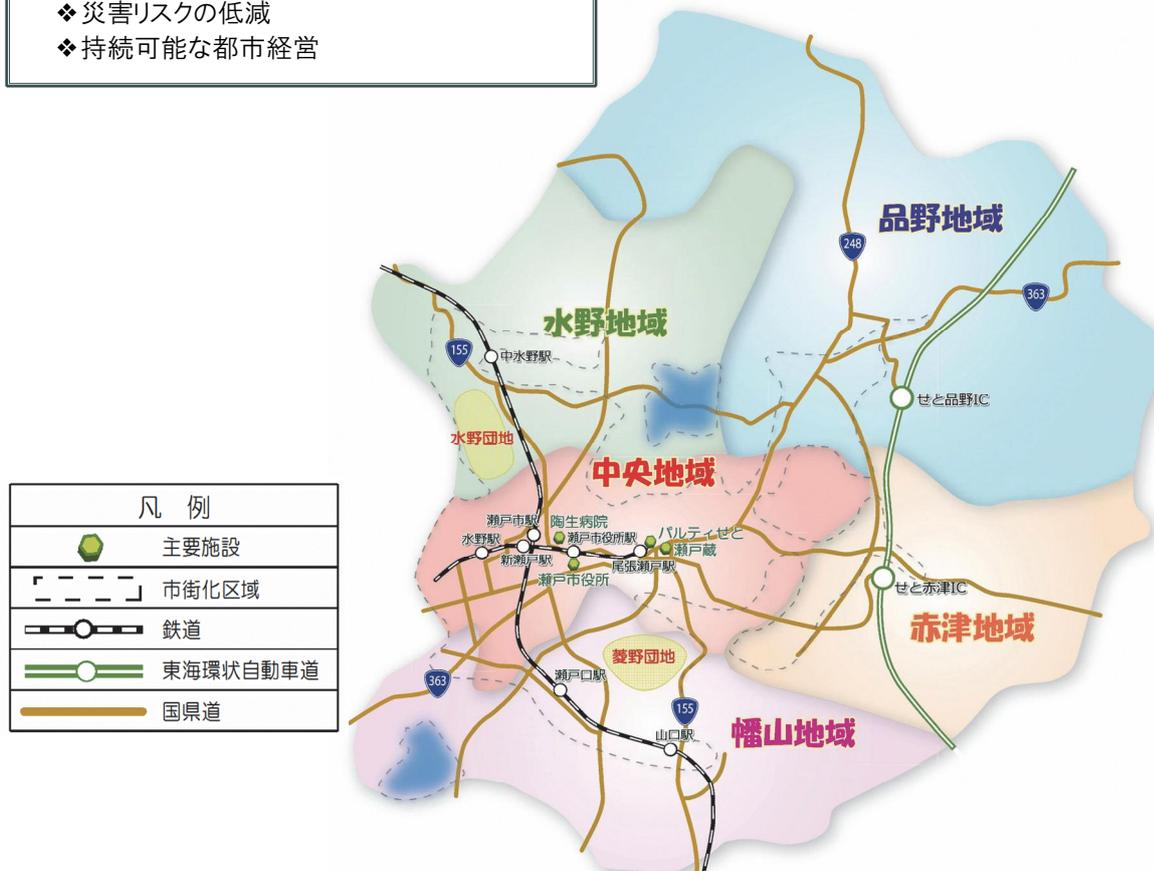 ❖災害リスクの低減
❖持続可能な都市経営
品野地域
248
363
水野地域
155
中水野駅
せと品野IC
水野団地
中央地域
瀬戸市駅
陶生病院
パルティせと
水野駅
瀬戸市役所駅
瀬戸蔵
新瀬戸駅
尾張瀬戸駅
瀬戸市役所
せと赤津IC
赤津地域
菱野団地
瀬戸口駅
363
155
山口駅
幡山地域
凡 例
主要施設
市街化区域
鉄道
東海環状自動車道
国県道